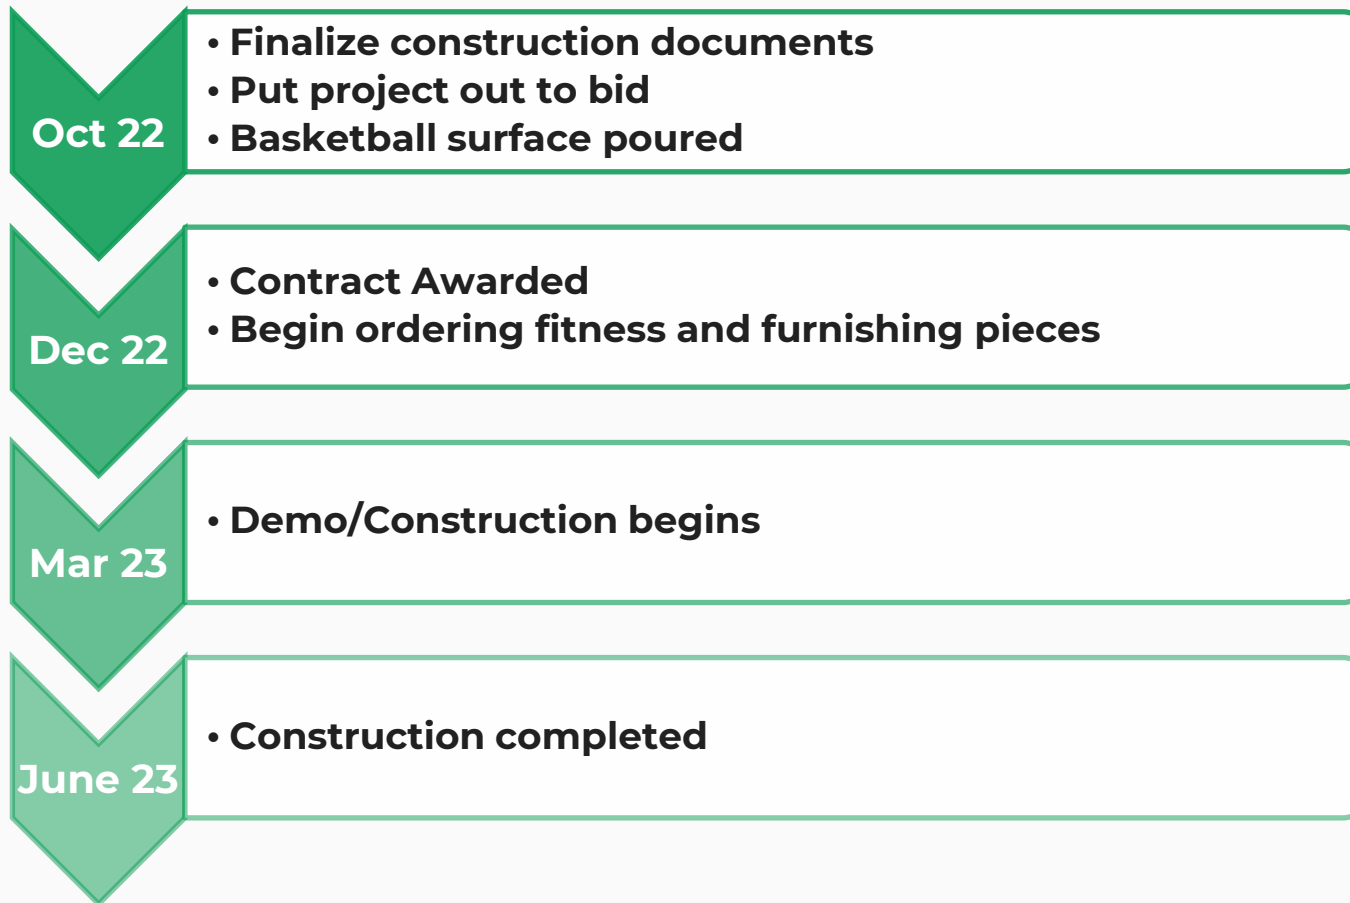 Oct 22
• Finalize construction documents
• Put project out to bid
• Basketball surface poured
Dec 22
• Contract Awarded
• Begin ordering fitness and furnishing pieces
Mar 23
• Demo/Construction begins
June 23
• Construction completed